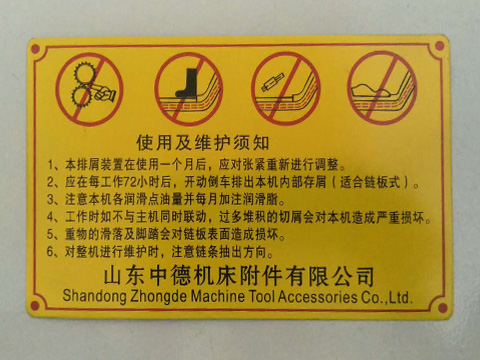 使用及维护须知
1、本排屑装置在使用一个月后，应对张紧重新进行调整。
2、应在每工作72小时后，开动倒车排出本机内部存屑（适合链板式）。
3、注意本机各润滑点油量并每月加注润滑脂。
4、工作时如不与主机同时联动，过多堆积的切屑会对本机造成严重损坏。
5、重物的滑落及脚踏会对链板表面造成损坏。
6、对整机进行维护时，注意链条抽出方向。
山东中德机床附件有限公司
Shandong Zhongde Machine Tool Accessories Co.,Ltd.